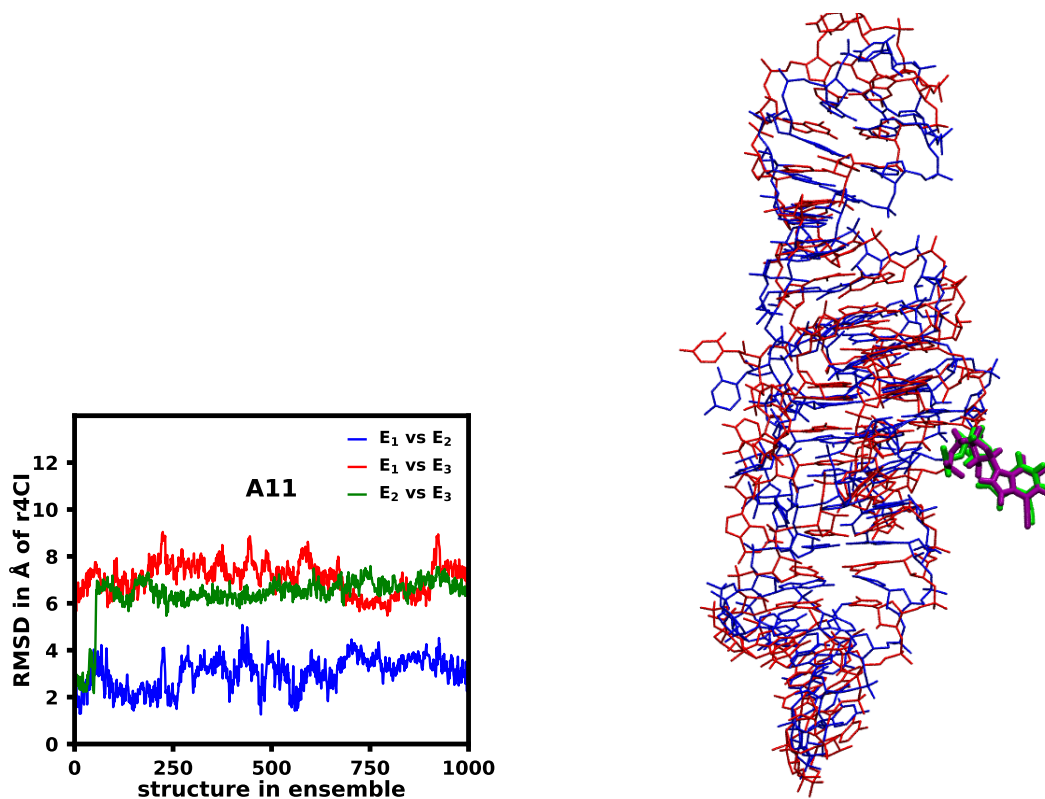 E₁ vs E₂
E₁ vs E₃
E₂ vs E₃
A11
RMSD in Å of r4Cl
12
10
8
6
4
2
0
0 250 500 750 1000
structure in ensemble